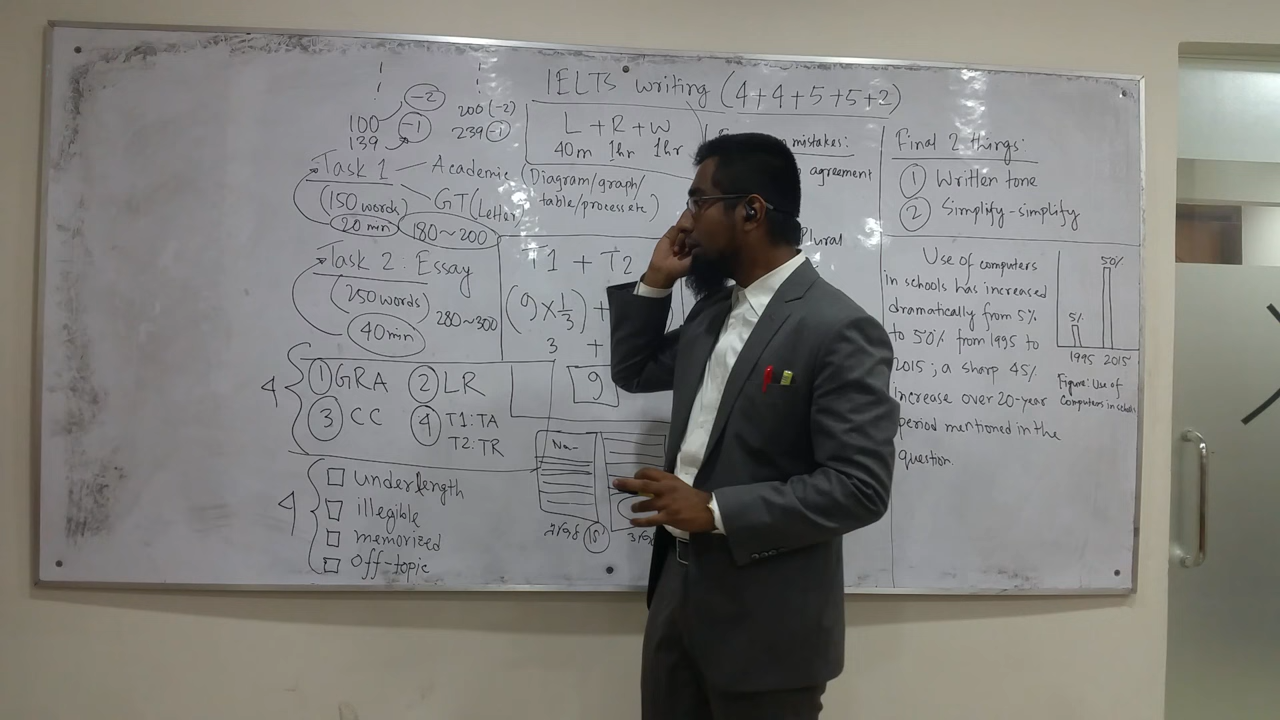 IELTS writing (4+4+5+5+2)
-2
100
-1
139
200 (-2)
239 -1
L + R + W
40m 1hr 1hr
mistakes:
agreement
Plural
Final 2 things:
1 Written tone
2 Simplify-simplify
Task 1 — Academic (Diagram/graph/
table/process etc)
GT (Letter)
(150 words)
20 min
180~200
Task 2: Essay
(250 words)
280~300
40 min
T1 + T2
(9×1/3) +
3 +
9
4
1 GRA 2 LR
3 CC 4 T1:TA
T2:TR
4
underlength
illegible
memorized
off-topic
Use of computers
in schools has increased
dramatically from 5%
to 50% from 1995 to
2015; a sharp 45%
increase over 20-year
period mentioned in the
question.
50%
5%
1995 2015
Figure: Use of
Computers in schools